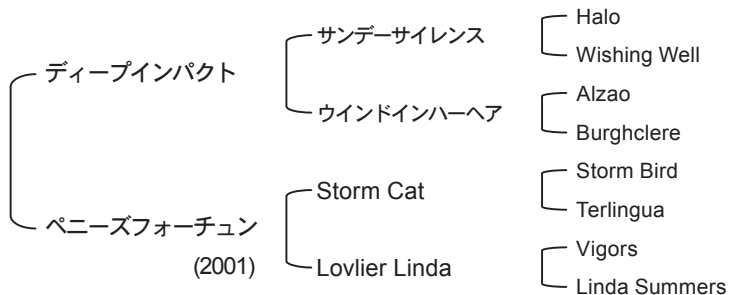 ディープインパクト
サンデーサイレンス
Halo
Wishing Well
ウインドインハーヘア
Alzao
Burghclere
ペニーズフォーチュン
(2001)
Storm Cat
Storm Bird
Terlingua
Lovlier Linda
Vigors
Linda Summers